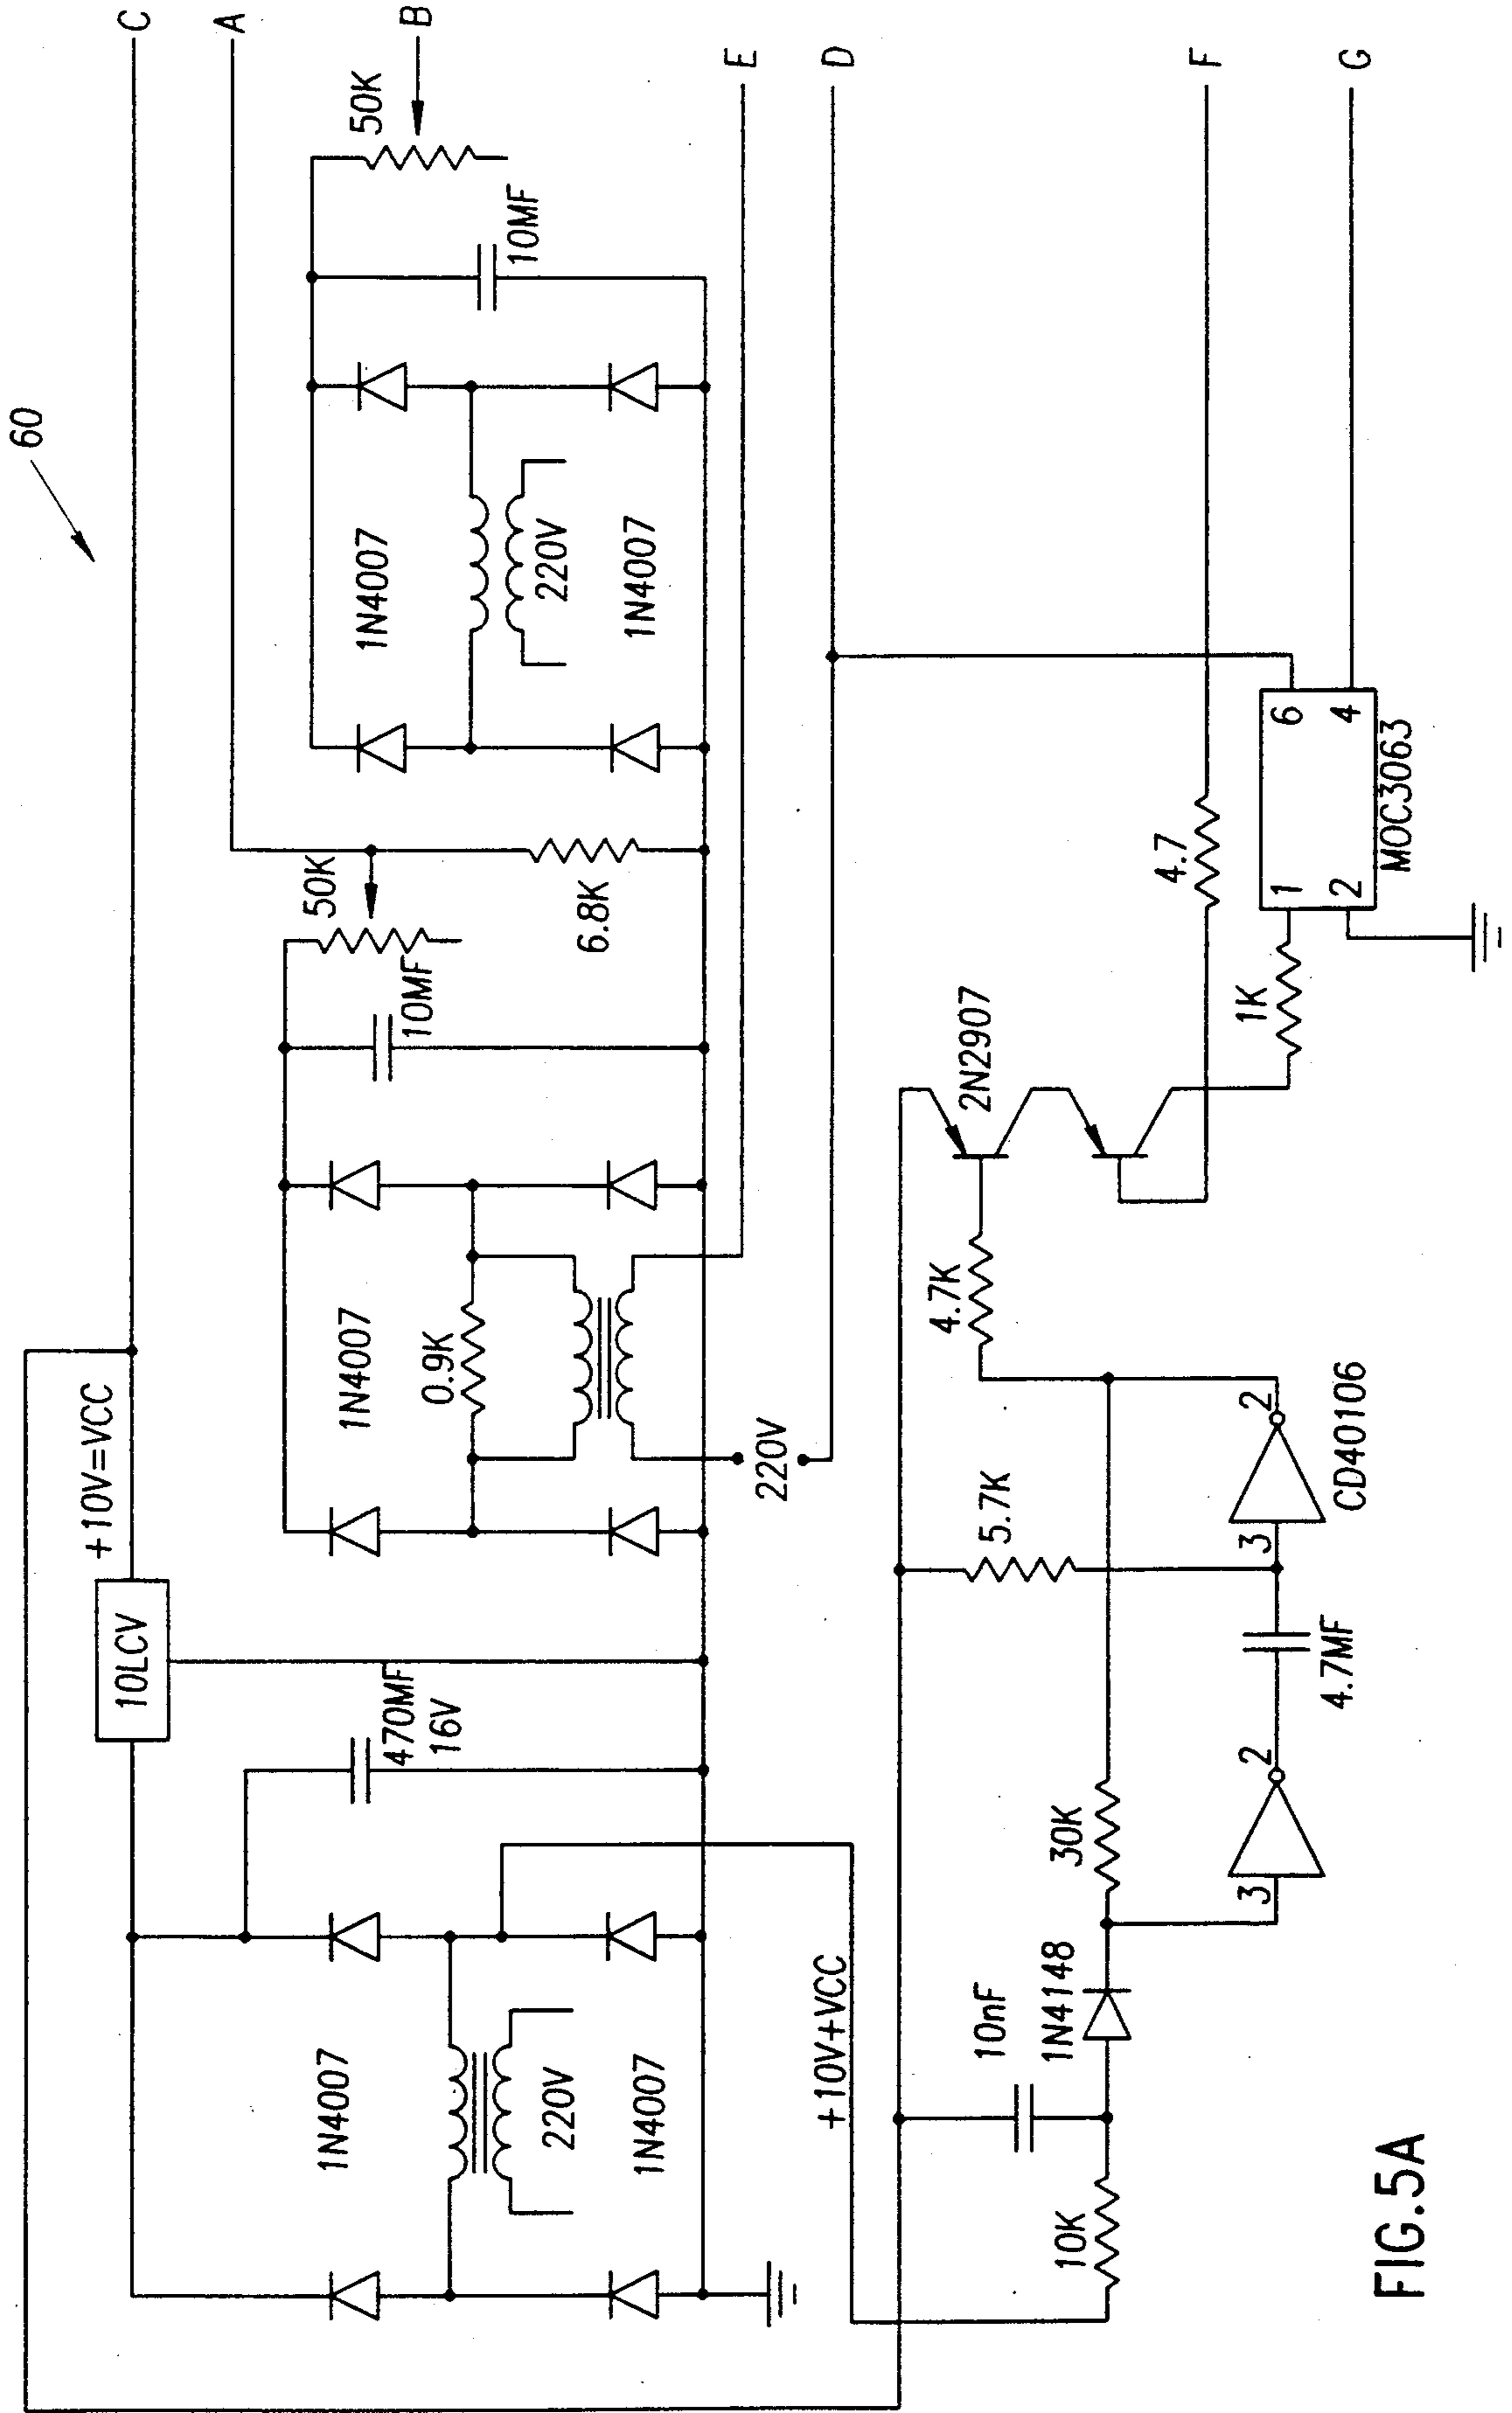 60
C
A
B
E
D
F
G
50K
10MF
1N4007
220V
1N4007
50K
6.8K
10MF
1N4007
0.9K
220V
+10V=VCC
10LCV
470MF
16V
1N4007
220V
1N4007
+10V+VCC
4.7
6
4
1
2
MOC3063
1K
2N2907
4.7K
5.7K
2
3
CD40106
4.7MF
30K
2
3
10nF
1N4148
10K
FIG.5A